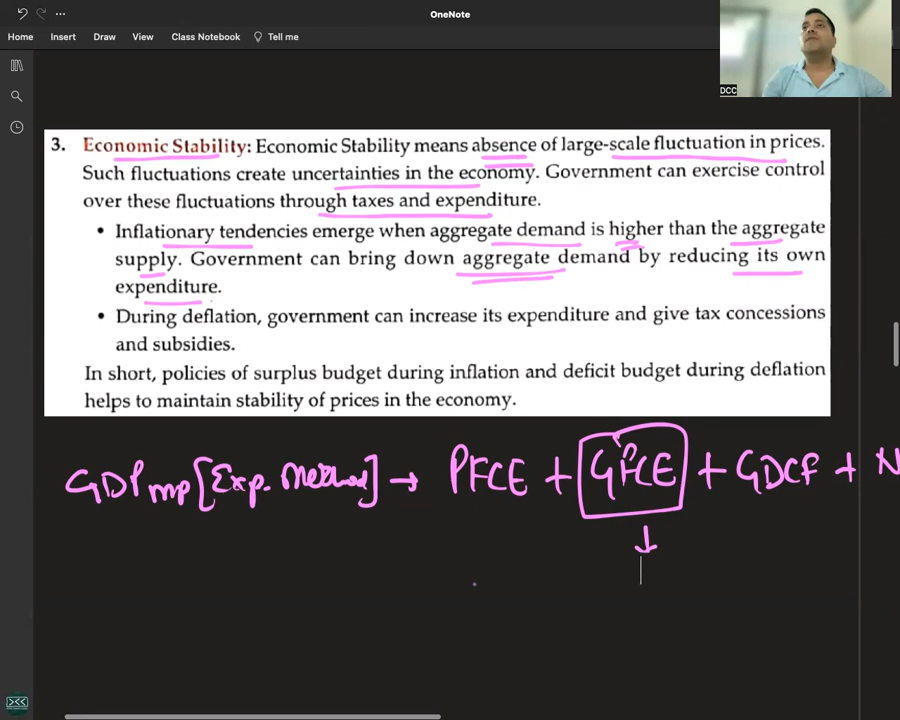 OneNote
Home Insert Draw View Class Notebook Tell me
DCC
3. Economic Stability: Economic Stability means absence of large-scale fluctuation in prices.
Such fluctuations create uncertainties in the economy. Government can exercise control
over these fluctuations through taxes and expenditure.
• Inflationary tendencies emerge when aggregate demand is higher than the aggregate
supply. Government can bring down aggregate demand by reducing its own
expenditure.
• During deflation, government can increase its expenditure and give tax concessions
and subsidies.
In short, policies of surplus budget during inflation and deficit budget during deflation
helps to maintain stability of prices in the economy.
GDPmp [Exp. Method] → PFCE + GFCE + GDCF + N